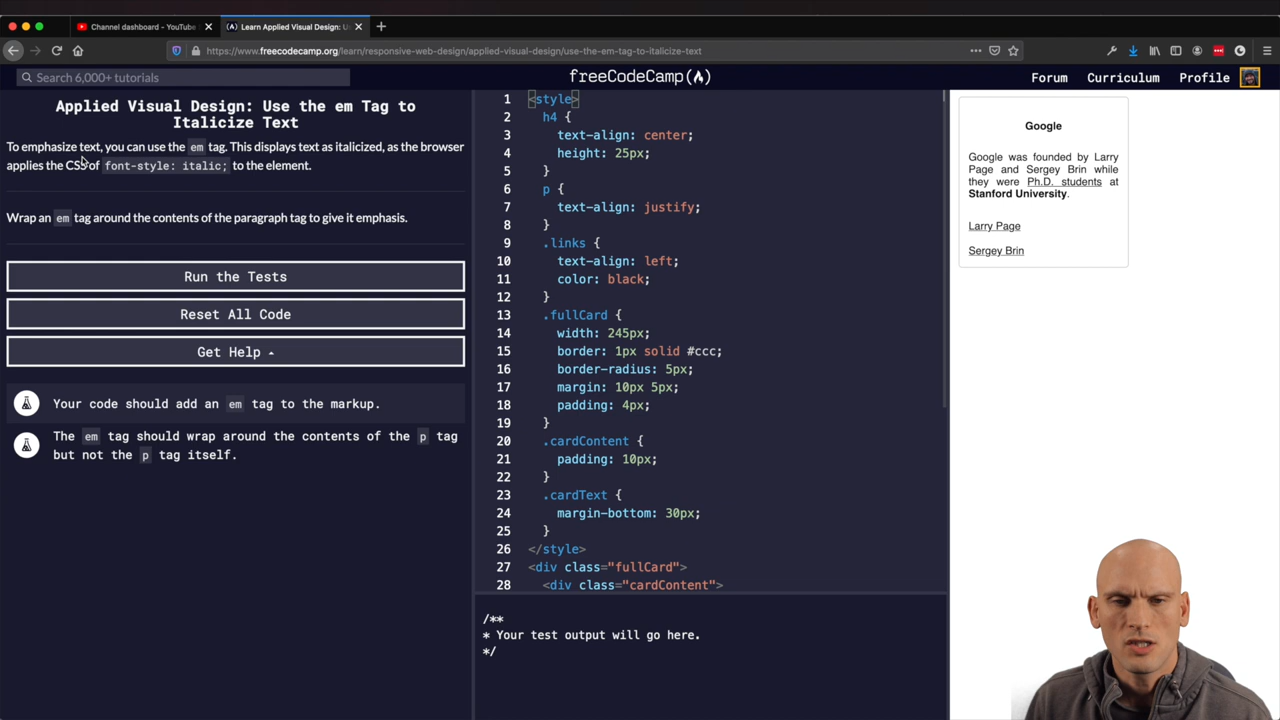 Channel dashboard - YouTube
Learn Applied Visual Design: U
https://www.freecodecamp.org/learn/responsive-web-design/applied-visual-design/use-the-em-tag-to-italicize-text
Search 6,000+ tutorials
freeCodeCamp
Forum
Curriculum
Profile
Applied Visual Design: Use the em Tag to
Italicize Text
To emphasize text, you can use the em tag. This displays text as italicized, as the browser
applies the CSS of font-style: italic; to the element.
Wrap an em tag around the contents of the paragraph tag to give it emphasis.
Run the Tests
Reset All Code
Get Help
Your code should add an em tag to the markup.
The em tag should wrap around the contents of the p tag
but not the p tag itself.
1 <style>
2 h4 {
3 text-align: center;
4 height: 25px;
5 }
6 p {
7 text-align: justify;
8 }
9 .links {
10 text-align: left;
11 color: black;
12 }
13 .fullCard {
14 width: 245px;
15 border: 1px solid #ccc;
16 border-radius: 5px;
17 margin: 10px 5px;
18 padding: 4px;
19 }
20 .cardContent {
21 padding: 10px;
22 }
23 .cardText {
24 margin-bottom: 30px;
25 }
26 </style>
27 <div class="fullCard">
28 <div class="cardContent">
/**
* Your test output will go here.
*/
Google
Google was founded by Larry
Page and Sergey Brin while
they were Ph.D. students at
Stanford University.
Larry Page
Sergey Brin